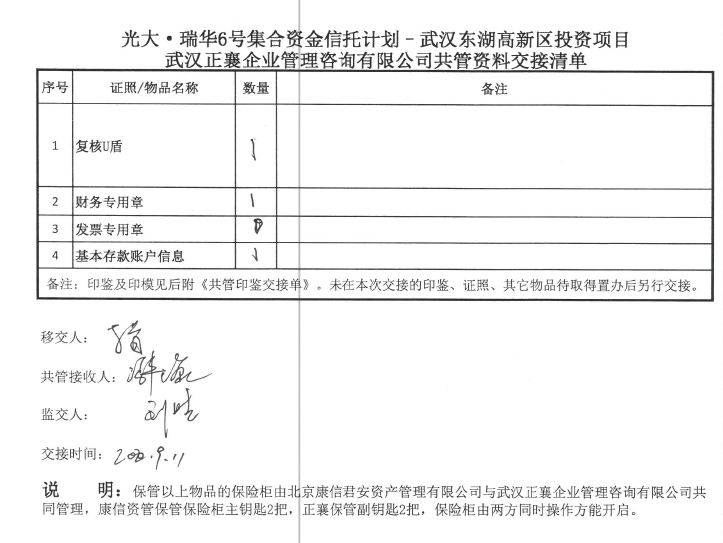 光大·瑞华6号集合资金信托计划－武汉东湖高新区投资项目
武汉正襄企业管理咨询有限公司共管资料交接清单
序号 证照/物品名称 数量 备注
1 复核U盾 1
2 财务专用章 1
3 发票专用章 0
4 基本存款账户信息 1
备注：印鉴及印模见后附《共管印鉴交接单》。未在本次交接的印鉴、证照、其它物品待取得置办后另行交接。
移交人：
共管接收人：
监交人：
交接时间：2020.9.11
说 明：保管以上物品的保险柜由北京康信君安资产管理有限公司与武汉正襄企业管理咨询有限公司共
同管理，康信资管保管保险柜主钥匙2把，正襄保管副钥匙2把，保险柜由两方同时操作方能开启。